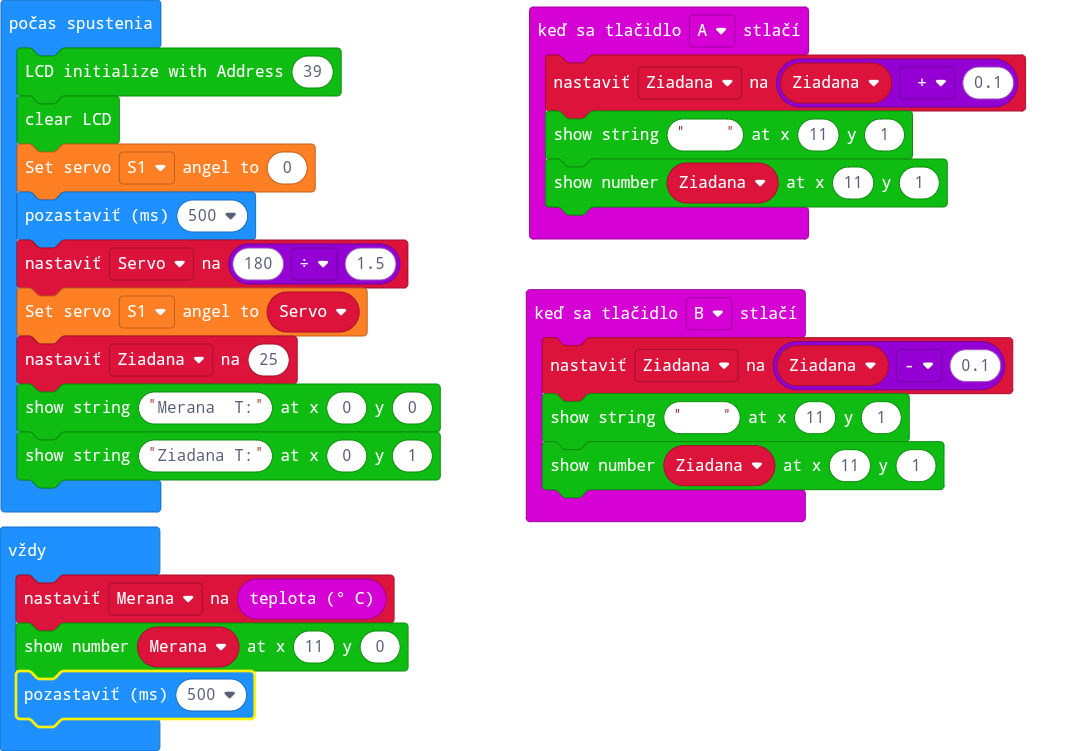 počas spustenia
LCD initialize with Address 39
clear LCD
Set servo S1 angel to 0
pozastaviť (ms) 500
nastaviť Servo na 180 ÷ 1.5
Set servo S1 angel to Servo
nastaviť Ziadana na 25
show string "Merana  T:" at x 0 y 0
show string "Ziadana T:" at x 0 y 1
vždy
nastaviť Merana na teplota (° C)
show number Merana at x 11 y 0
pozastaviť (ms) 500
keď sa tlačidlo A stlačí
nastaviť Ziadana na Ziadana + 0.1
show string "    " at x 11 y 1
show number Ziadana at x 11 y 1
keď sa tlačidlo B stlačí
nastaviť Ziadana na Ziadana - 0.1
show string "    " at x 11 y 1
show number Ziadana at x 11 y 1